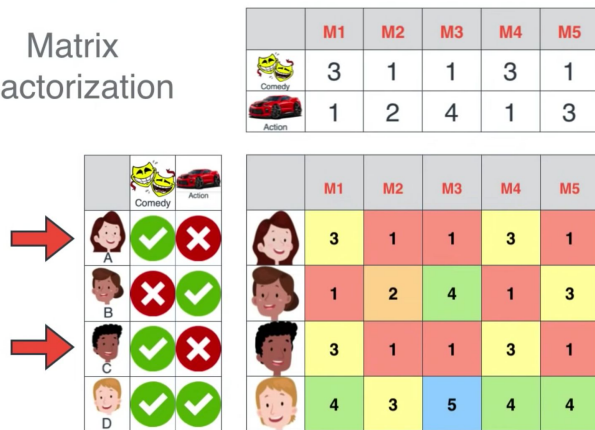 Matrix
actorization
M1 M2 M3 M4 M5
Comedy 3 1 1 3 1
Action 1 2 4 1 3
Comedy Action
M1 M2 M3 M4 M5
A 3 1 1 3 1
B 1 2 4 1 3
C 3 1 1 3 1
D 4 3 5 4 4